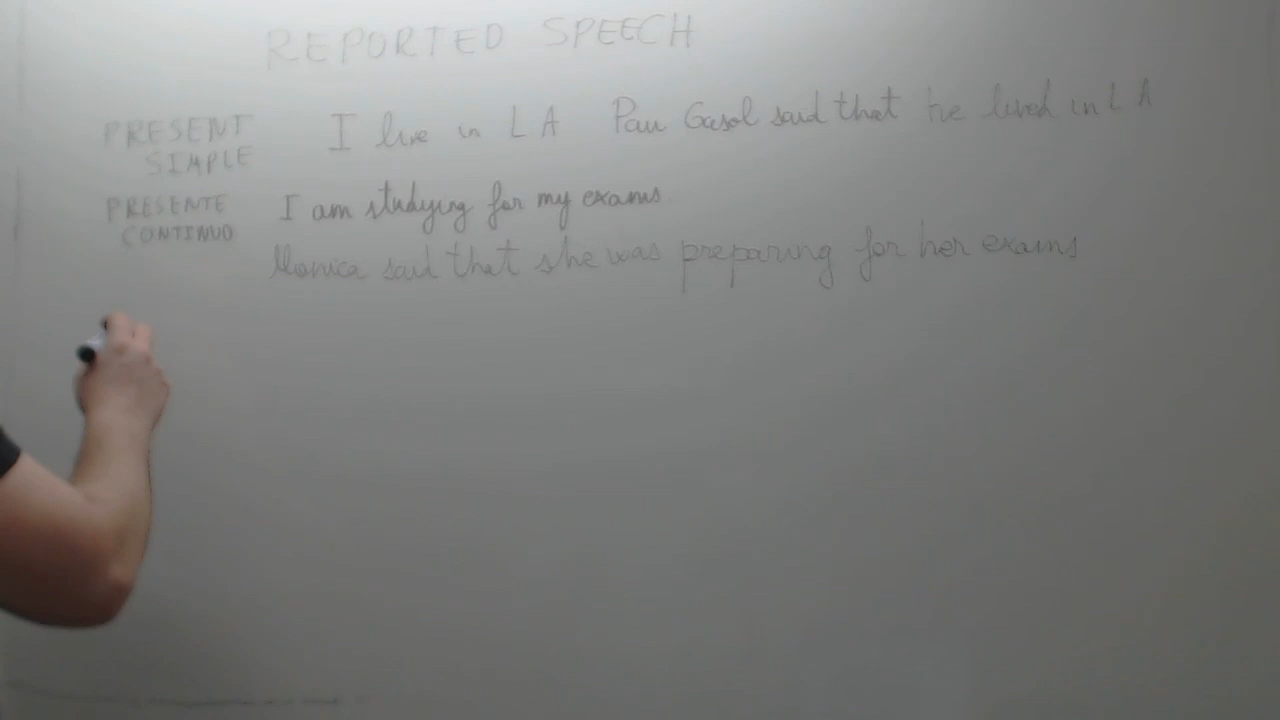 REPORTED SPEECH
PRESENT SIMPLE
I live in LA Pau Gasol said that he lived in LA
PRESENTE CONTINUO
I am studying for my exams
Monica said that she was preparing for her exams